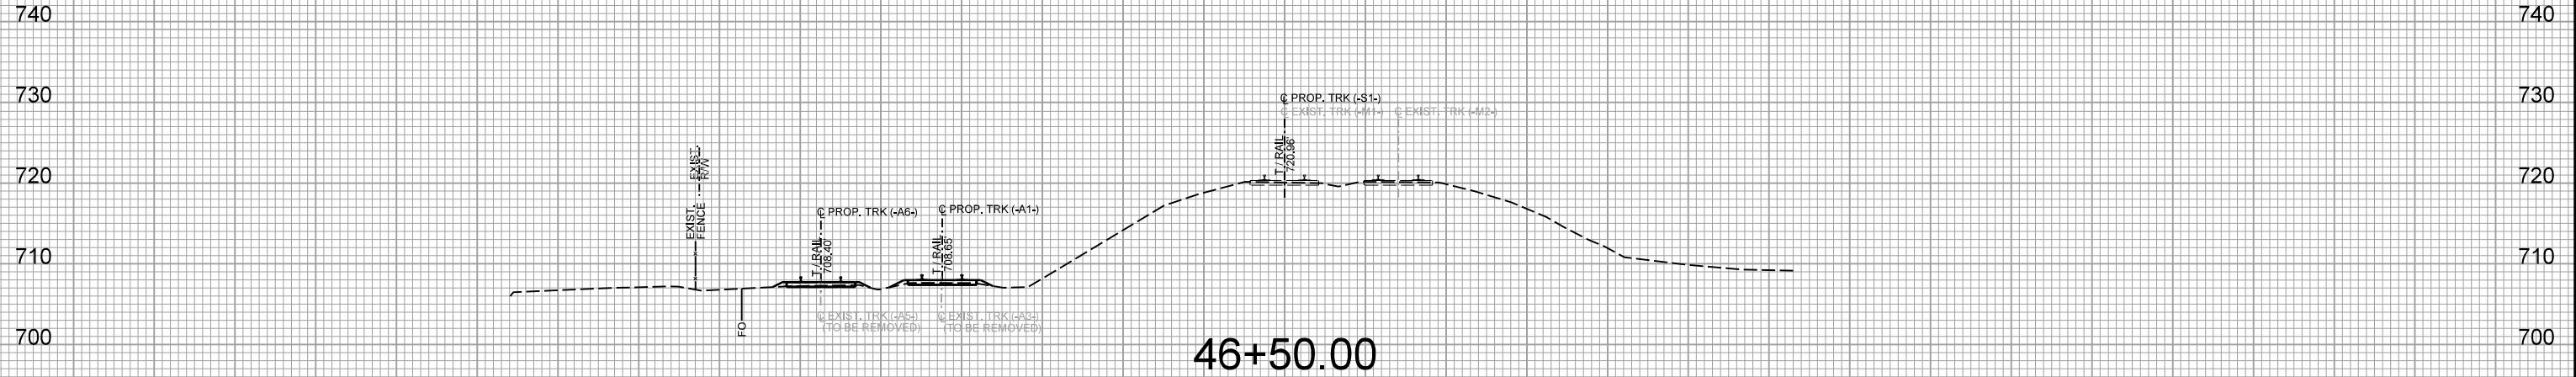 740
740
730
730
℄ PROP. TRK (-S1-)
℄ EXIST. TRK (-M1-)
℄ EXIST. TRK (-M2-)
T / RAIL
720.96'
EXIST.
R/W
720
720
EXIST.
FENCE
℄ PROP. TRK (-A6-)
℄ PROP. TRK (-A1-)
T / RAIL
708.40'
T / RAIL
708.65'
710
710
℄ EXIST. TRK (-A5-)
(TO BE REMOVED)
℄ EXIST. TRK (-A3-)
(TO BE REMOVED)
FO
700
700
46+50.00